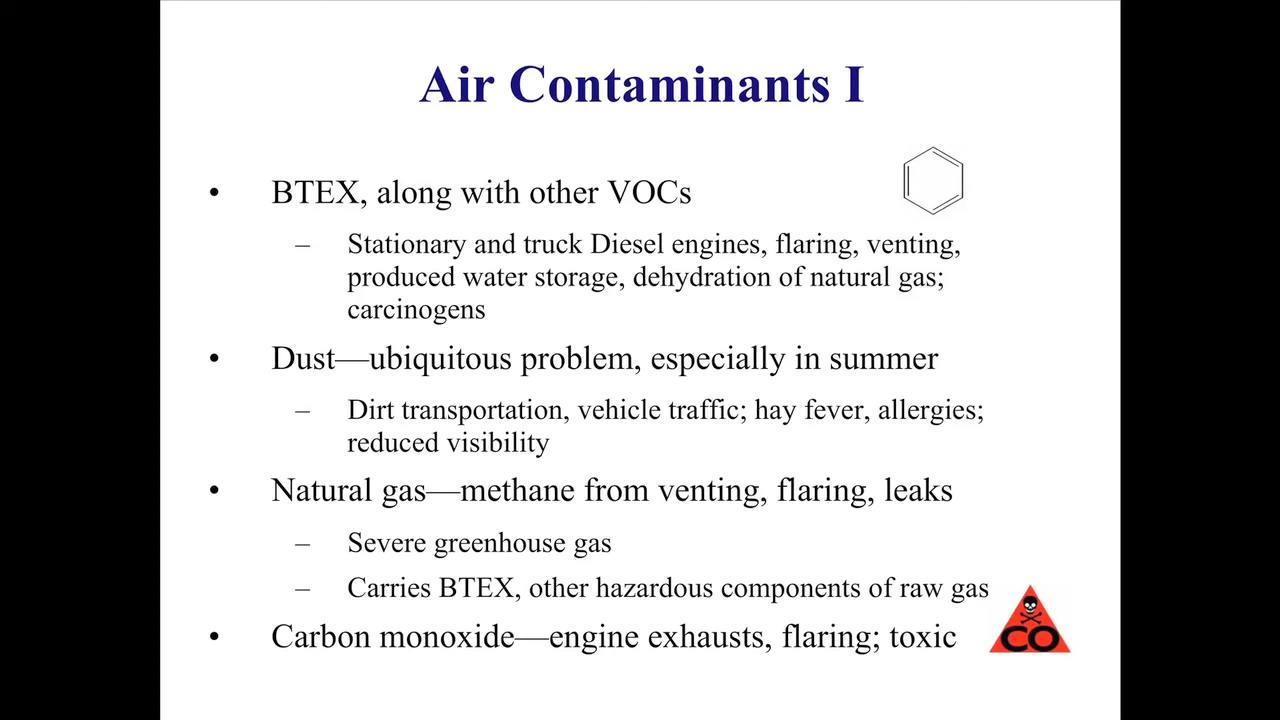 Air Contaminants I
• BTEX, along with other VOCs
– Stationary and truck Diesel engines, flaring, venting,
produced water storage, dehydration of natural gas;
carcinogens
• Dust—ubiquitous problem, especially in summer
– Dirt transportation, vehicle traffic; hay fever, allergies;
reduced visibility
• Natural gas—methane from venting, flaring, leaks
– Severe greenhouse gas
– Carries BTEX, other hazardous components of raw gas
• Carbon monoxide—engine exhausts, flaring; toxic
CO